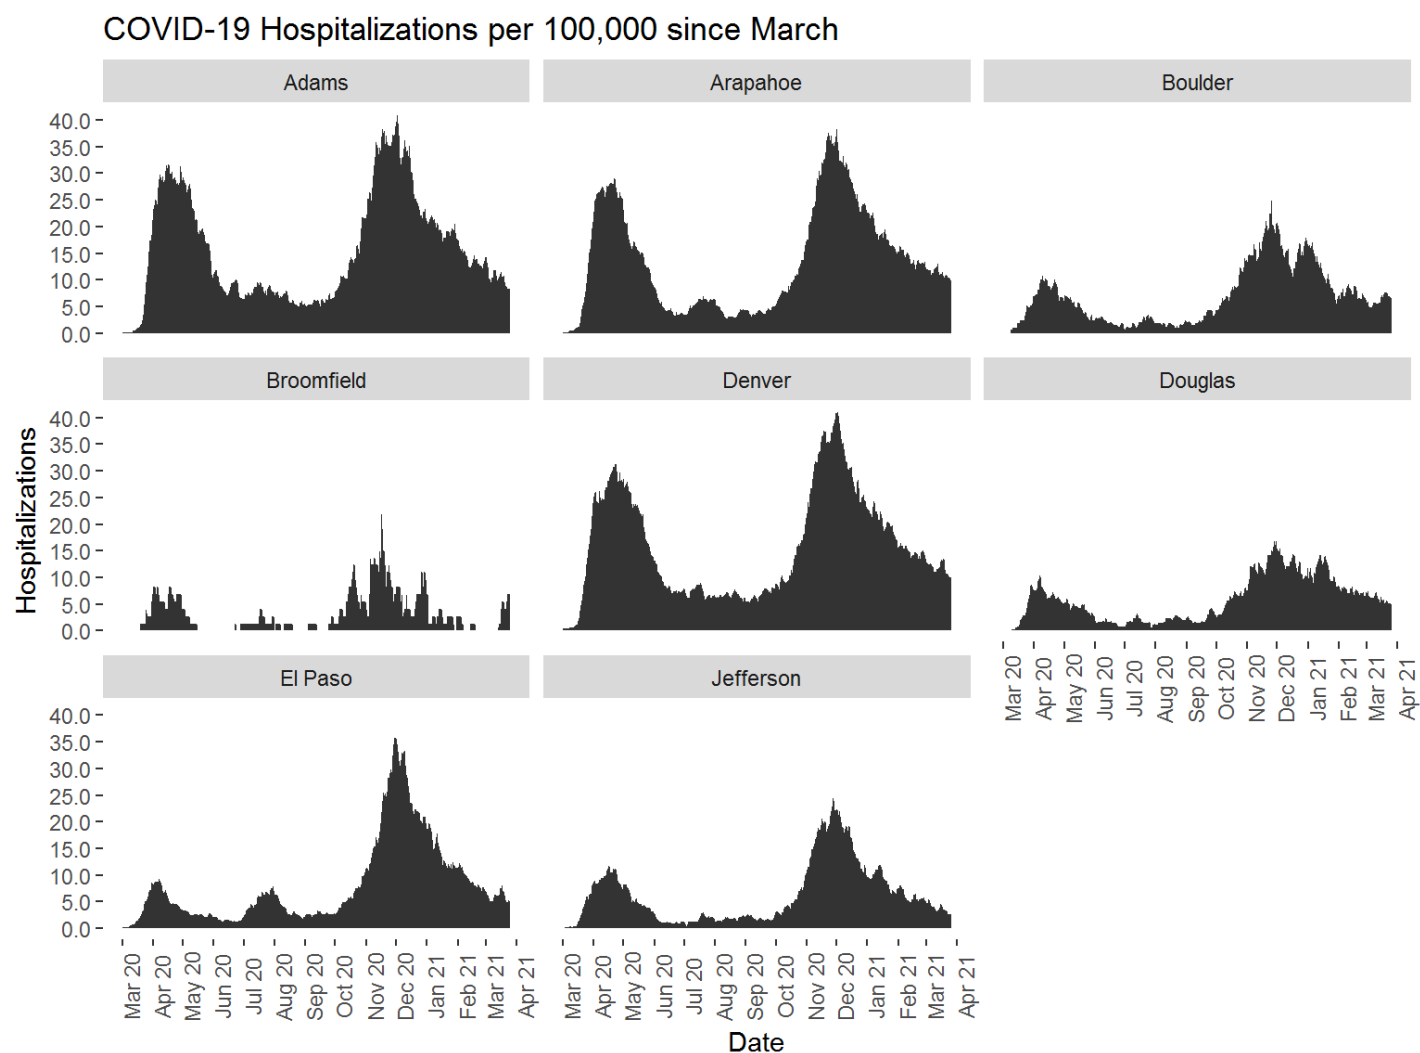 COVID-19 Hospitalizations per 100,000 since March
Adams
Arapahoe
Boulder
40.0
35.0
30.0
25.0
20.0
15.0
10.0
5.0
0.0
Broomfield
Denver
Douglas
40.0
35.0
30.0
25.0
20.0
15.0
10.0
5.0
0.0
Hospitalizations
Mar 20
Apr 20
May 20
Jun 20
Jul 20
Aug 20
Sep 20
Oct 20
Nov 20
Dec 20
Jan 21
Feb 21
Mar 21
Apr 21
El Paso
Jefferson
40.0
35.0
30.0
25.0
20.0
15.0
10.0
5.0
0.0
Mar 20
Apr 20
May 20
Jun 20
Jul 20
Aug 20
Sep 20
Oct 20
Nov 20
Dec 20
Jan 21
Feb 21
Mar 21
Apr 21
Mar 20
Apr 20
May 20
Jun 20
Jul 20
Aug 20
Sep 20
Oct 20
Nov 20
Dec 20
Jan 21
Feb 21
Mar 21
Apr 21
Date